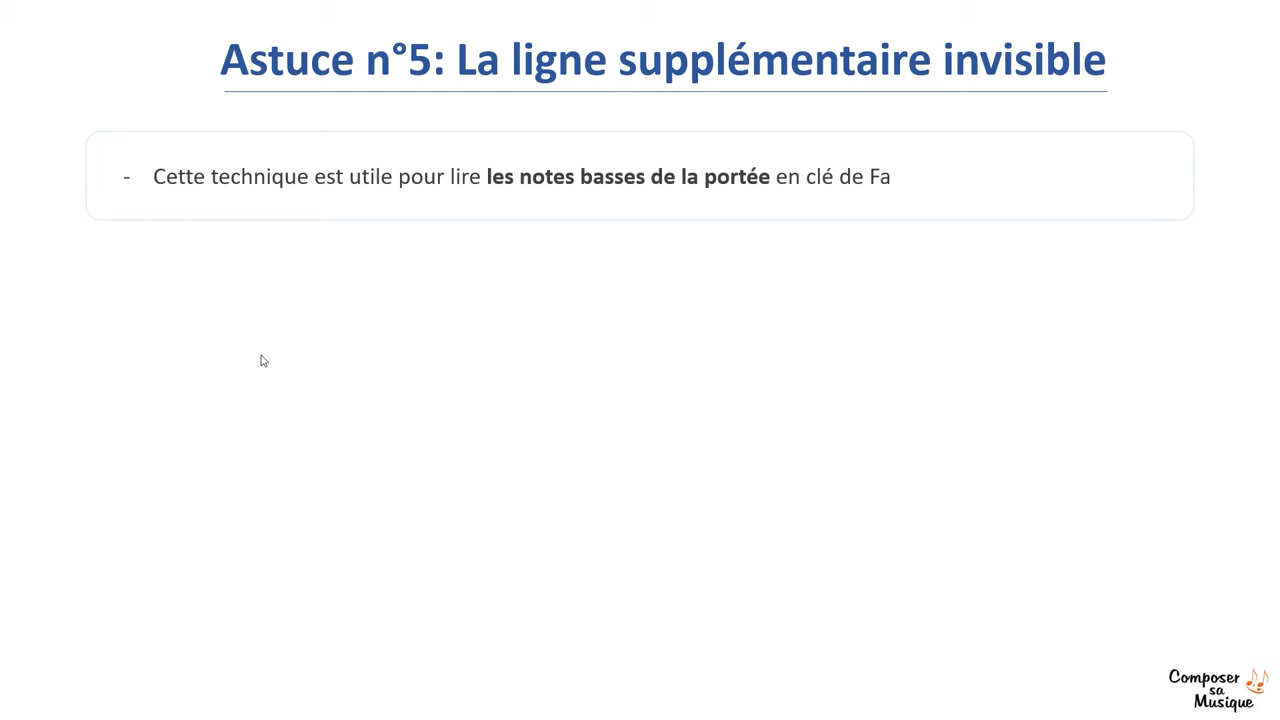 Astuce n°5: La ligne supplémentaire invisible
- Cette technique est utile pour lire les notes basses de la portée en clé de Fa
Composer
sa
Musique